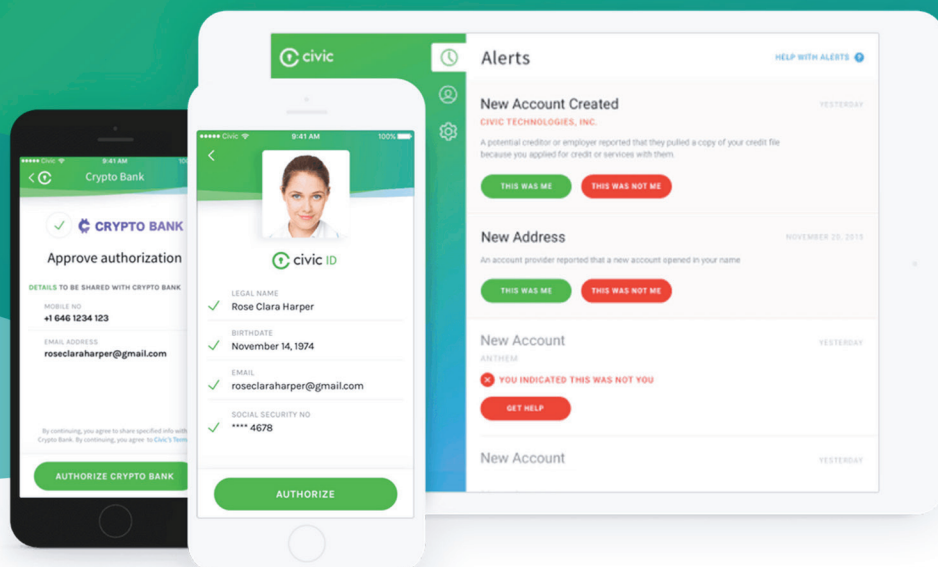 Civic
9:41 AM
100
Crypto Bank
CRYPTO BANK
Approve authorization
DETAILS TO BE SHARED WITH CRYPTO BANK
MOBILE NO
+1 646 1234 123
EMAIL ADDRESS
roseclaraharper@gmail.com
By continuing, you agree to share specified info with
Crypto Bank. By continuing, you agree to Civic's Terms
AUTHORIZE CRYPTO BANK
Civic
9:41 AM
100%
civic ID
LEGAL NAME
Rose Clara Harper
BIRTHDATE
November 14, 1974
EMAIL
roseclaraharper@gmail.com
SOCIAL SECURITY NO
**** 4678
AUTHORIZE
civic
Alerts
HELP WITH ALERTS ?
New Account Created
YESTERDAY
CIVIC TECHNOLOGIES, INC.
A potential creditor or employer reported that they pulled a copy of your credit file
because you applied for credit or services with them.
THIS WAS ME
THIS WAS NOT ME
New Address
NOVEMBER 20, 2015
An account provider reported that a new account opened in your name
THIS WAS ME
THIS WAS NOT ME
New Account
YESTERDAY
ANTHEM
YOU INDICATED THIS WAS NOT YOU
GET HELP
New Account
YESTERDAY